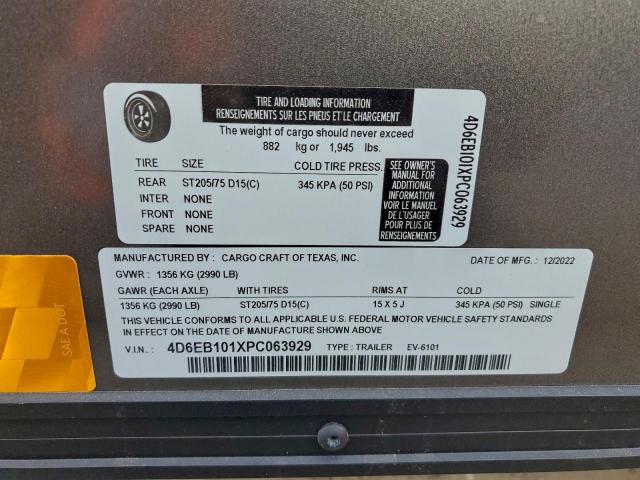 TIRE AND LOADING INFORMATION
RENSEIGNEMENTS SUR LES PNEUS ET LE CHARGEMENT
The weight of cargo should never exceed
882 kg or 1,945 lbs.
TIRE SIZE COLD TIRE PRESS.
REAR ST205/75 D15(C) 345 KPA (50 PSI)
INTER NONE
FRONT NONE
SPARE NONE
SEE OWNER'S
MANUAL FOR
ADDITIONAL
INFORMATION
VOIR LE MANUEL
DE L'USAGER
POUR PLUS DE
RENSEIGNEMENTS
4D6EB101XPC063929
MANUFACTURED BY: CARGO CRAFT OF TEXAS, INC. DATE OF MFG.: 12/2022
GVWR: 1356 KG (2990 LB)
GAWR (EACH AXLE) WITH TIRES RIMS AT COLD
1356 KG (2990 LB) ST205/75 D15(C) 15 X 5 J 345 KPA (50 PSI) SINGLE
THIS VEHICLE CONFORMS TO ALL APPLICABLE U.S. FEDERAL MOTOR VEHICLE SAFETY STANDARDS
IN EFFECT ON THE DATE OF MANUFACTURE SHOWN ABOVE.
V.I.N.: 4D6EB101XPC063929 TYPE: TRAILER EV-6101
SAE A DOT